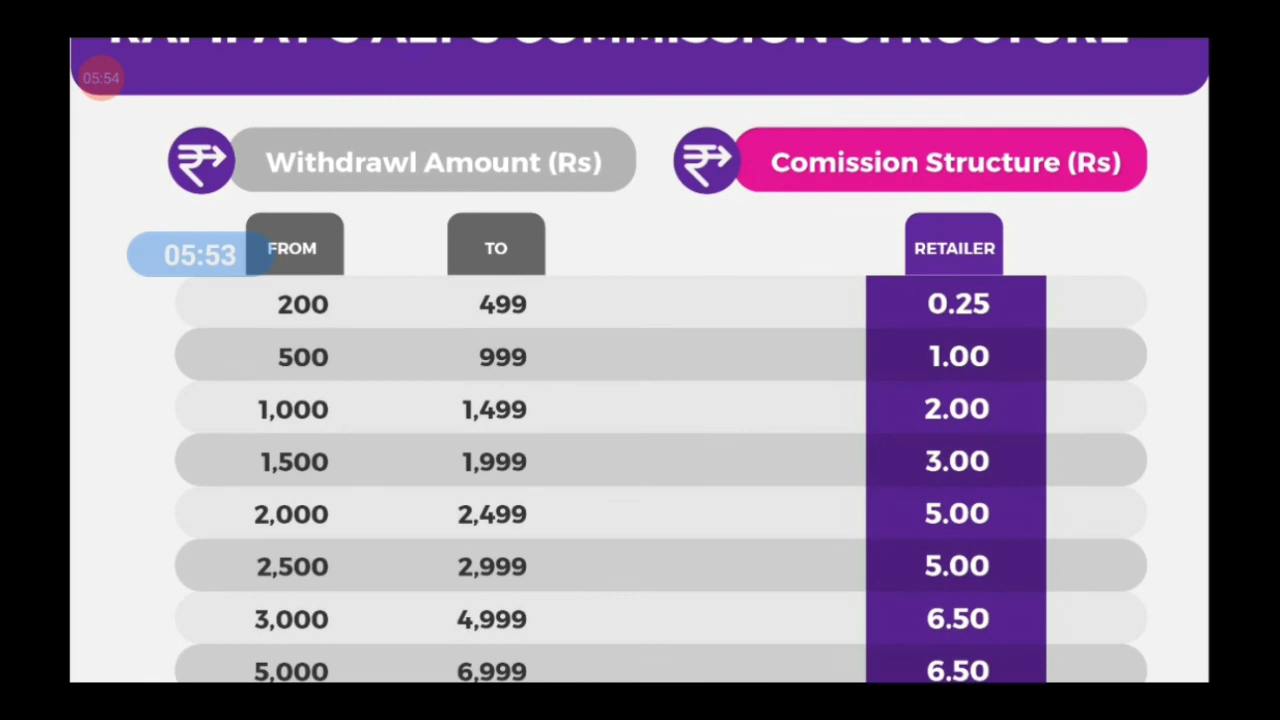 COMMISSION STRUCTURE
05:54
Withdrawl Amount (Rs) Comission Structure (Rs)
05:53 FROM TO RETAILER
200 499 0.25
500 999 1.00
1,000 1,499 2.00
1,500 1,999 3.00
2,000 2,499 5.00
2,500 2,999 5.00
3,000 4,999 6.50
5,000 6,999 6.50